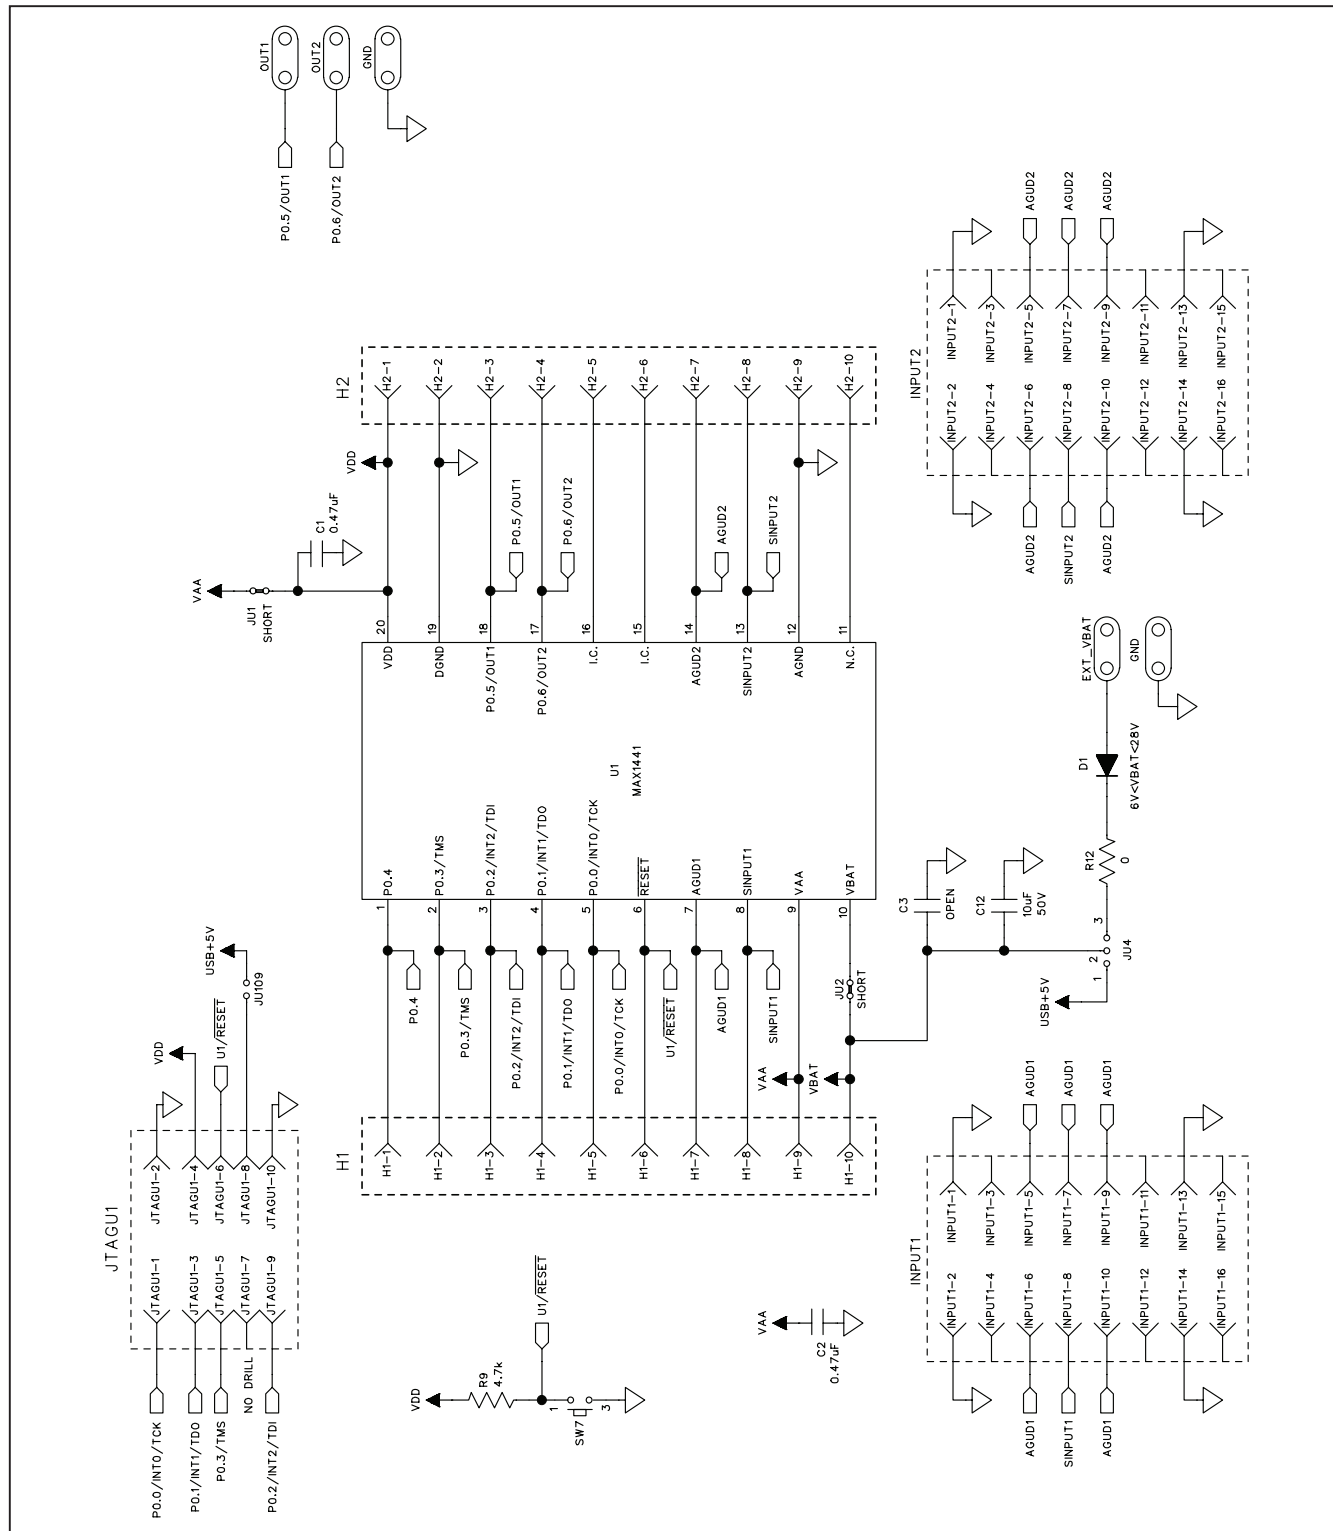 JTAGU1
P0.0/INT0/TCK
JTAGU1-1
JTAGU1-2
P0.1/INT1/TDO
JTAGU1-3
JTAGU1-4
VDD
P0.3/TMS
JTAGU1-5
JTAGU1-6
U1/RESET
NO DRILL
JTAGU1-7
JTAGU1-8
JU109
USB+5V
P0.2/INT2/TDI
JTAGU1-9
JTAGU1-10
VAA
JU1
SHORT
C1
0.47uF
VDD
OUT1
P0.5/OUT1
OUT2
P0.6/OUT2
GND
H1
H1-1
H1-2
H1-3
H1-4
H1-5
H1-6
H1-7
H1-8
H1-9
H1-10
P0.4
P0.3/TMS
P0.2/INT2/TDI
P0.1/INT1/TDO
P0.0/INT0/TCK
U1/RESET
AGUD1
SINPUT1
VAA
VBAT
JU2
SHORT
1
2
3
4
5
6
7
8
9
10
P0.4
P0.3/TMS
P0.2/INT2/TDI
P0.1/INT1/TDO
P0.0/INT0/TCK
RESET
AGUD1
SINPUT1
VAA
VBAT
U1
MAX1441
VDD
DGND
P0.5/OUT1
P0.6/OUT2
I.C.
I.C.
AGUD2
SINPUT2
AGND
N.C.
20
19
18
17
16
15
14
13
12
11
P0.5/OUT1
P0.6/OUT2
AGUD2
SINPUT2
H2
H2-1
H2-2
H2-3
H2-4
H2-5
H2-6
H2-7
H2-8
H2-9
H2-10
VDD
R9
4.7k
U1/RESET
1
SW7
3
VAA
C2
0.47uF
INPUT1
INPUT1-2
INPUT1-1
INPUT1-4
INPUT1-3
AGUD1
INPUT1-6
INPUT1-5
AGUD1
SINPUT1
INPUT1-8
INPUT1-7
AGUD1
AGUD1
INPUT1-10
INPUT1-9
AGUD1
INPUT1-12
INPUT1-11
INPUT1-14
INPUT1-13
INPUT1-16
INPUT1-15
C3
OPEN
C12
10uF
50V
USB+5V
1
2
3
JU4
R12
0
D1
6V<VBAT<28V
EXT_VBAT
GND
INPUT2
INPUT2-2
INPUT2-1
INPUT2-4
INPUT2-3
AGUD2
INPUT2-6
INPUT2-5
AGUD2
SINPUT2
INPUT2-8
INPUT2-7
AGUD2
AGUD2
INPUT2-10
INPUT2-9
AGUD2
INPUT2-12
INPUT2-11
INPUT2-14
INPUT2-13
INPUT2-16
INPUT2-15